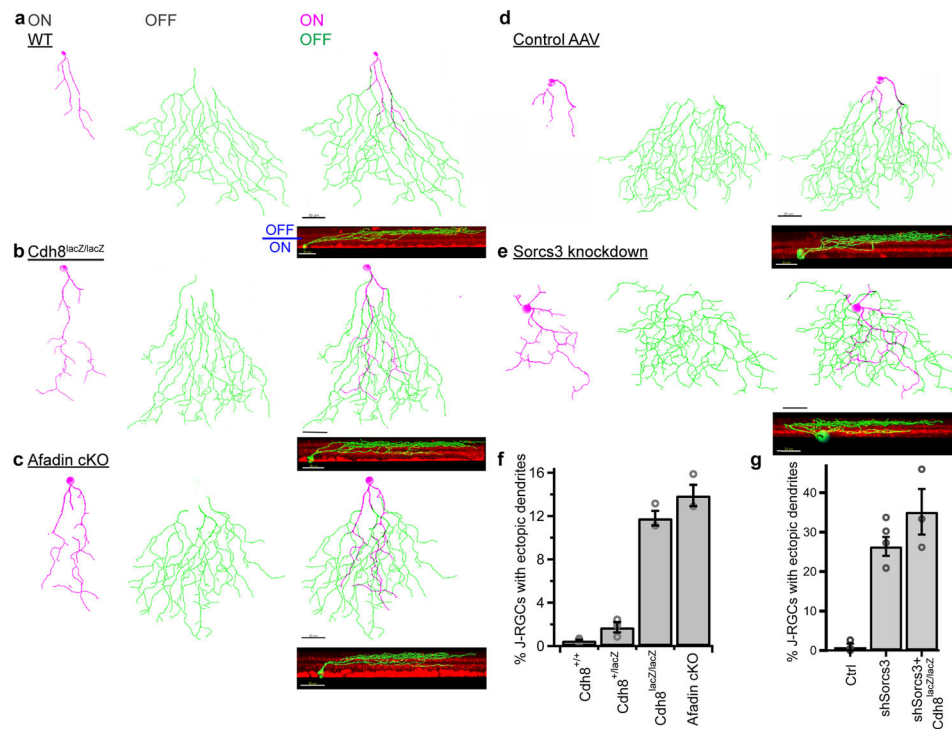 a ON OFF ON
WT OFF
OFF
ON
b Cdh8lacZ/lacZ
c Afadin cKO
d
Control AAV
e Sorcs3 knockdown
f
% J-RGCs with ectopic dendrites
16
12
8
4
0
Cdh8+/+
Cdh8+/lacZ
Cdh8lacZ/lacZ
Afadin cKO
g
% J-RGCs with ectopic dendrites
40
30
20
10
0
Ctrl
shSorcs3
shSorcs3+
Cdh8lacZ/lacZ